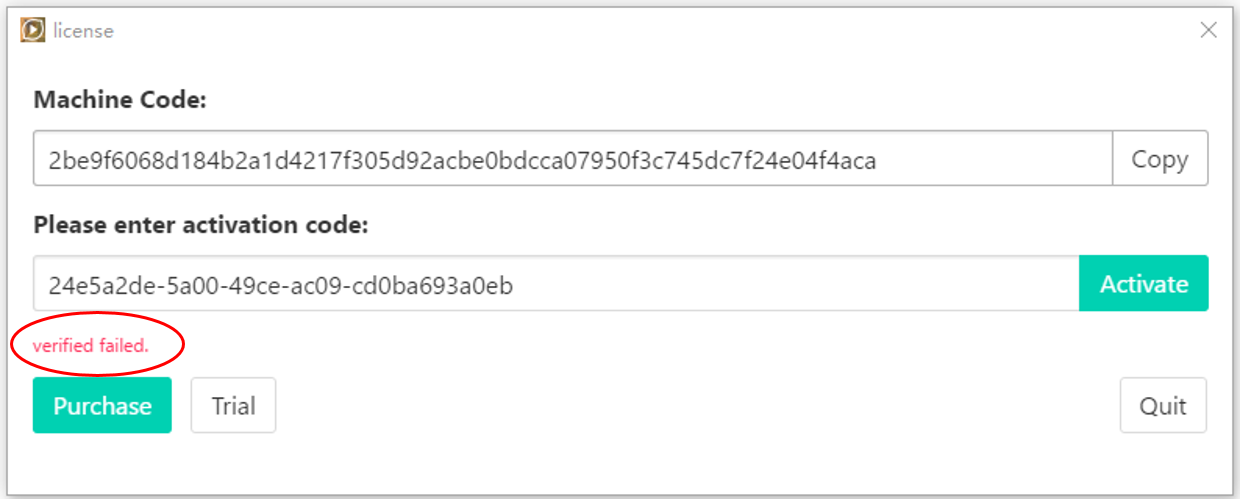 license
Machine Code:
2be9f6068d184b2a1d4217f305d92acbe0bdcca07950f3c745dc7f24e04f4aca
Copy
Please enter activation code:
24e5a2de-5a00-49ce-ac09-cd0ba693a0eb
Activate
verified failed.
Purchase
Trial
Quit